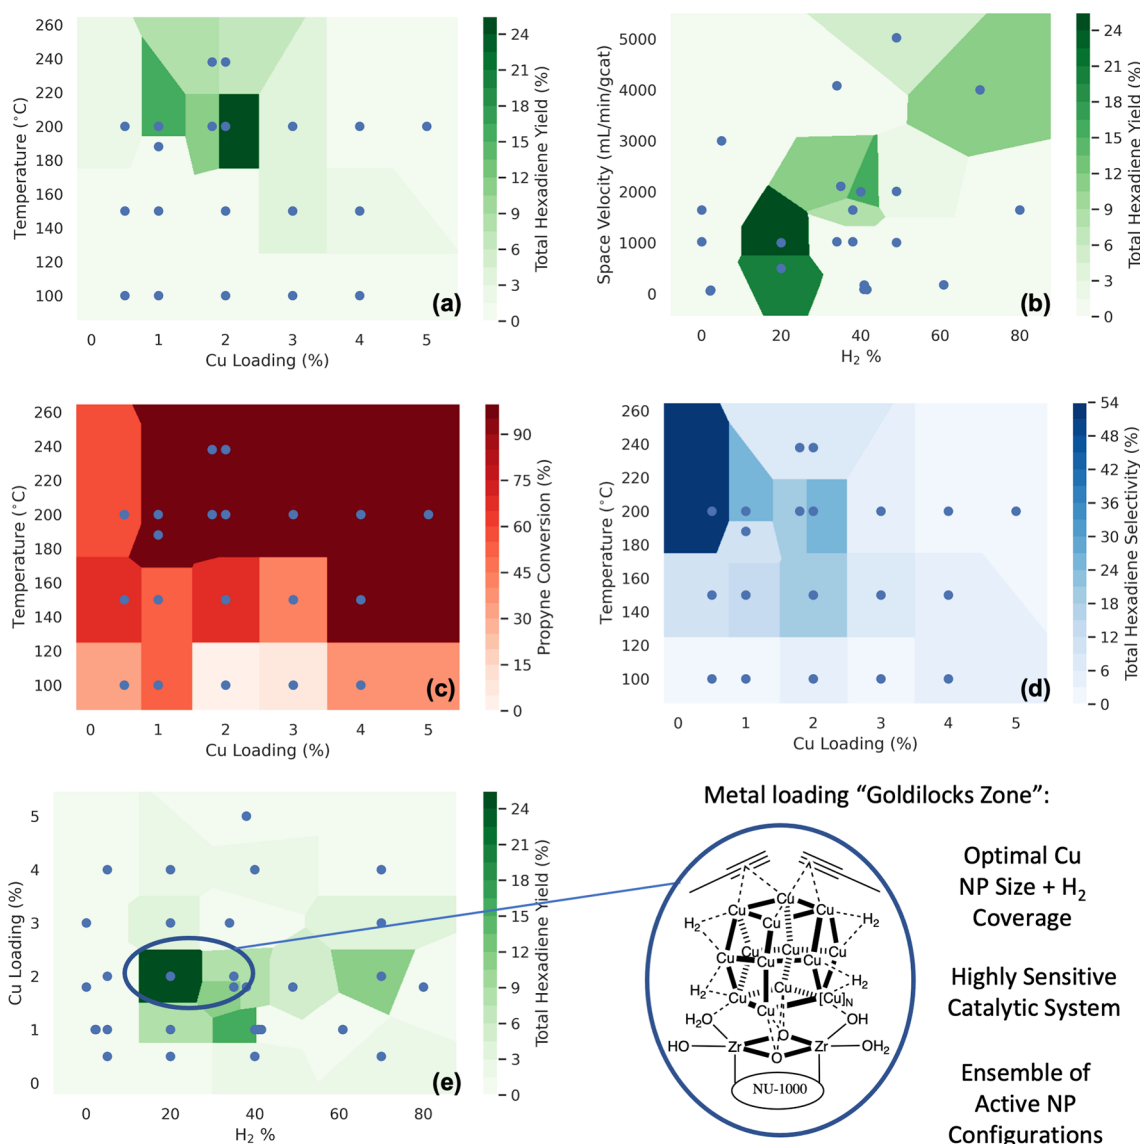 260
240
220
200
180
160
140
120
100
Temperature (°C)
0 1 2 3 4 5
Cu Loading (%)
(a)
24
21
18
15
12
9
6
3
0
Total Hexadiene Yield (%)
5000
4000
3000
2000
1000
0
Space Velocity (mL/min/gcat)
0 20 40 60 80
H₂ %
(b)
24
21
18
15
12
9
6
3
0
Total Hexadiene Yield (%)
260
240
220
200
180
160
140
120
100
Temperature (°C)
0 1 2 3 4 5
Cu Loading (%)
(c)
90
75
60
45
30
15
0
Propyne Conversion (%)
260
240
220
200
180
160
140
120
100
Temperature (°C)
0 1 2 3 4 5
Cu Loading (%)
(d)
54
48
42
36
30
24
18
12
6
0
Total Hexadiene Selectivity (%)
5
4
3
2
1
0
Cu Loading (%)
0 20 40 60 80
H₂ %
(e)
24
21
18
15
12
9
6
3
0
Total Hexadiene Yield (%)
Metal loading “Goldilocks Zone”:
Cu
Cu Cu
H₂ Cu H₂
Cu Cu Cu
Cu Cu Cu
H₂ Cu H₂
Cu [Cu]N
Cu
H₂O OH
O
HO Zr Zr OH₂
O
NU-1000
Optimal Cu
NP Size + H₂
Coverage
Highly Sensitive
Catalytic System
Ensemble of
Active NP
Configurations